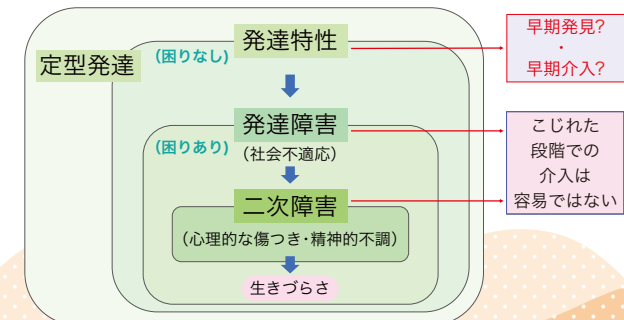 定型発達
発達特性
(困りなし)
発達障害
(困りあり)
(社会不適応)
二次障害
(心理的な傷つき・精神的不調)
生きづらさ
早期発見?
・
早期介入?
こじれた
段階での
介入は
容易ではない